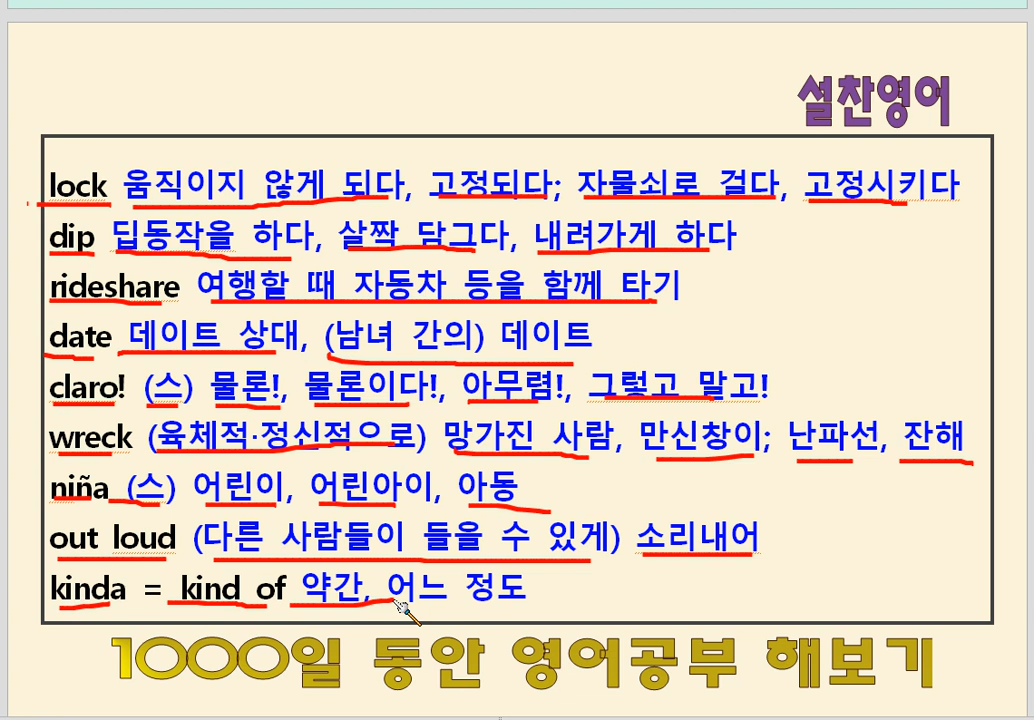 설찬영어
lock 움직이지 않게 되다, 고정되다; 자물쇠로 걸다, 고정시키다
dip 딥동작을 하다, 살짝 담그다, 내려가게 하다
rideshare 여행할 때 자동차 등을 함께 타기
date 데이트 상대, (남녀 간의) 데이트
claro! (스) 물론!, 물론이다!, 아무렴!, 그렇고 말고!
wreck (육체적·정신적으로) 망가진 사람, 만신창이; 난파선, 잔해
niña (스) 어린이, 어린아이, 아동
out loud (다른 사람들이 들을 수 있게) 소리내어
kinda = kind of 약간, 어느 정도
1000일 동안 영어공부 해보기